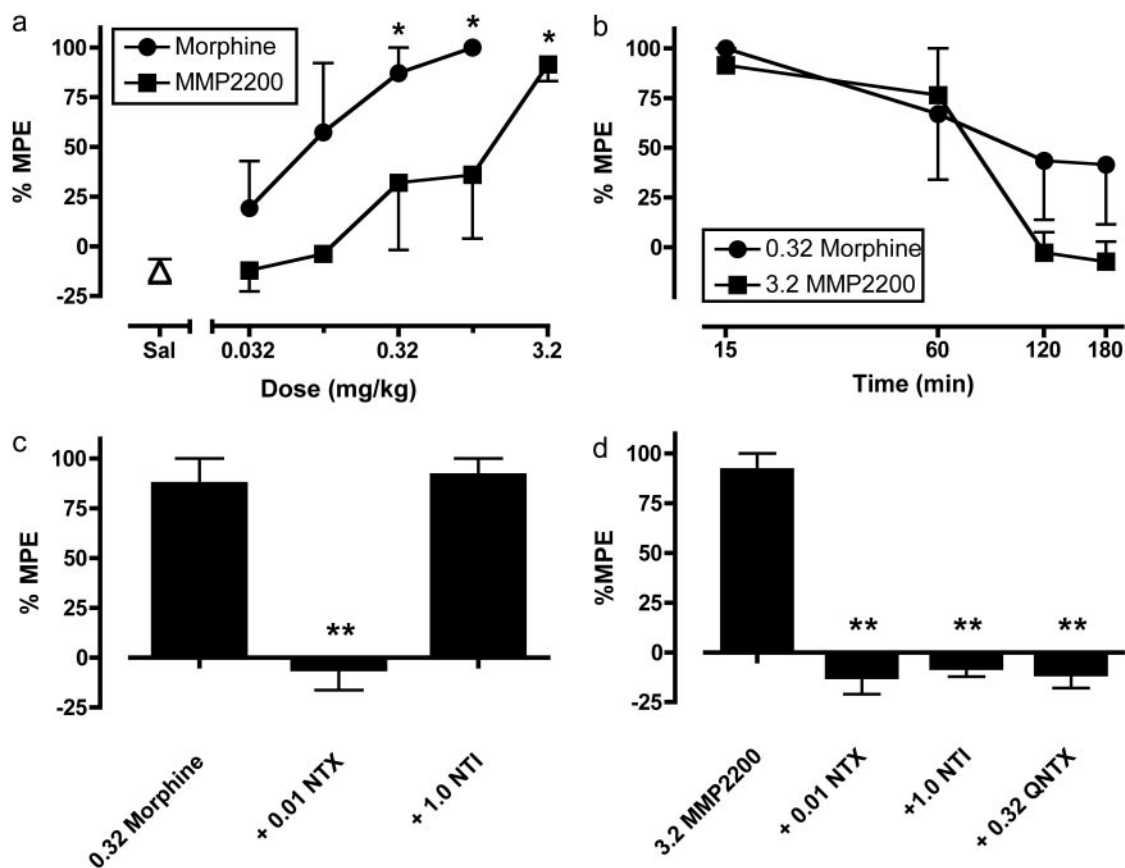 a
* * *
100
75
50
25
0
-25
% MPE
Morphine
MMP2200
Sal 0.032 0.32 3.2
Dose (mg/kg)
b
100
75
50
25
0
% MPE
0.32 Morphine
3.2 MMP2200
15 60 120 180
Time (min)
c
100
75
50
25
0
-25
% MPE
**
0.32 Morphine
+ 0.01 NTX
+ 1.0 NTI
d
100
75
50
25
0
-25
%MPE
** ** **
3.2 MMP2200
+ 0.01 NTX
+1.0 NTI
+ 0.32 QNTX